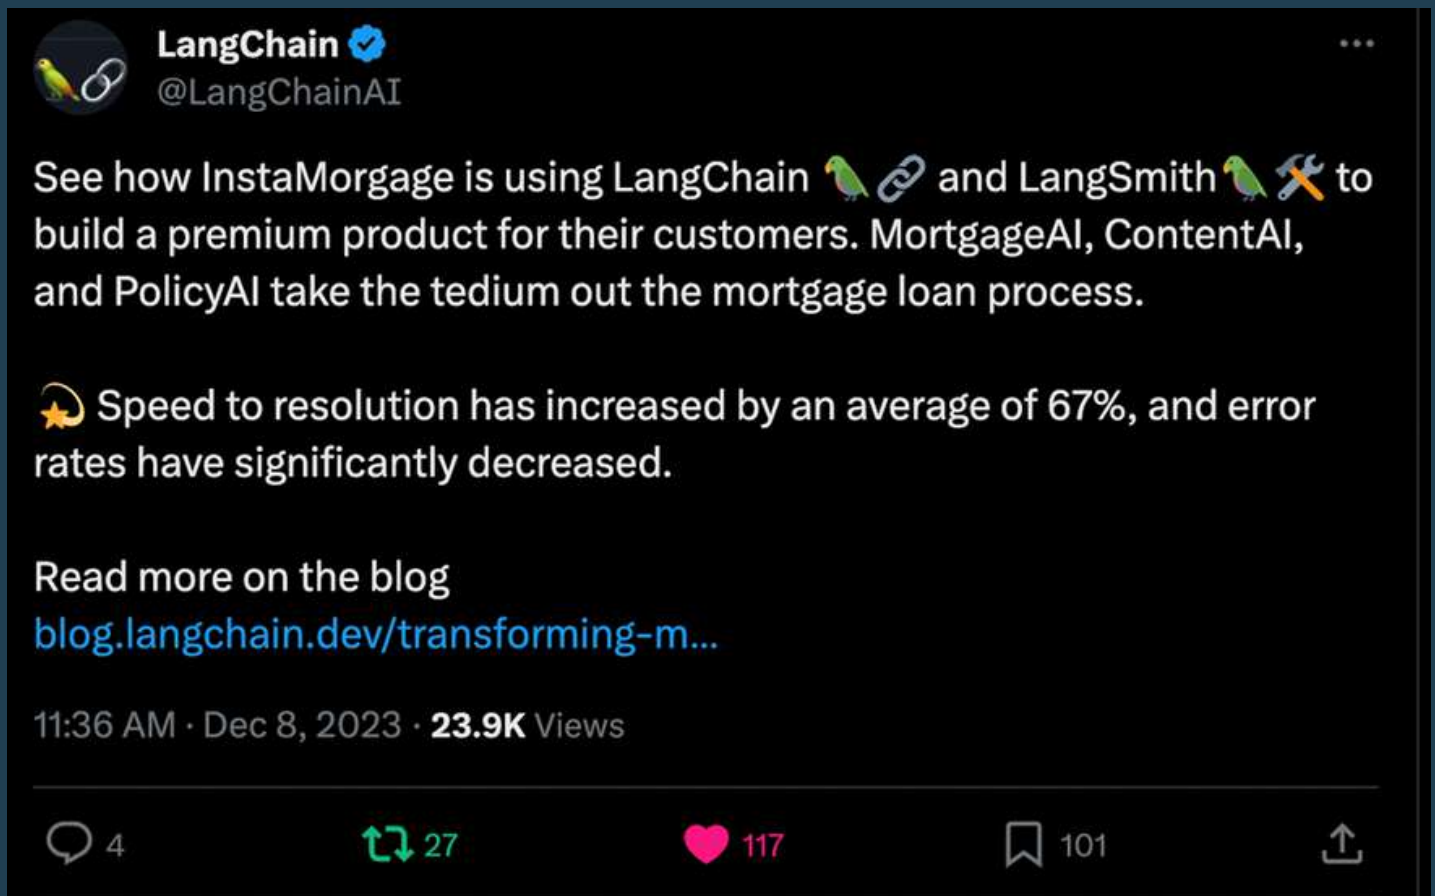 LangChain
@LangChainAI
See how InstaMorgage is using LangChain 🦜🔗 and LangSmith🦜🛠️ to
build a premium product for their customers. MortgageAI, ContentAI,
and PolicyAI take the tedium out the mortgage loan process.
💫 Speed to resolution has increased by an average of 67%, and error
rates have significantly decreased.
Read more on the blog
blog.langchain.dev/transforming-m...
11:36 AM · Dec 8, 2023 · 23.9K Views
4 27 117 101